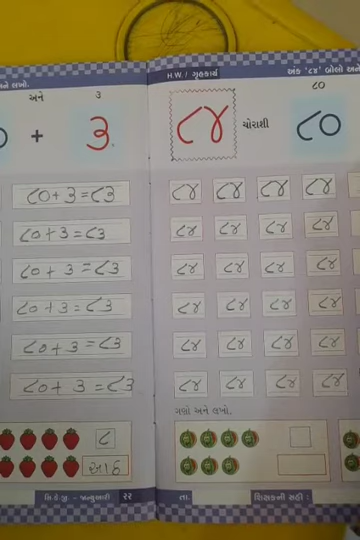 ને લખો.
અને ૩
+ ૩
૮૦+૩=૮૩
૮૦+૩=૮૩
૮૦+૩=૮૩
૮૦+૩=૮૩
૮૦+૩=૮૩
૮૦+૩=૮૩
૮
આઠ
૨૨
H.W./ ગૃહકાર્ય અંક '૮૪' બોલો અને
૮૦
૮૪ ચોરાશી ૮૦
૮૪ ૮૪ ૮૪ ૮૪
૮૪ ૮૪ ૮૪ ૮૪
૮૪ ૮૪ ૮૪ ૮૪
૮૪ ૮૪ ૮૪ ૮૪
૮૪ ૮૪ ૮૪ ૮૪
૮૪ ૮૪ ૮૪ ૮૪
ગણો અને લખો.
તા. શિક્ષકની સહી :